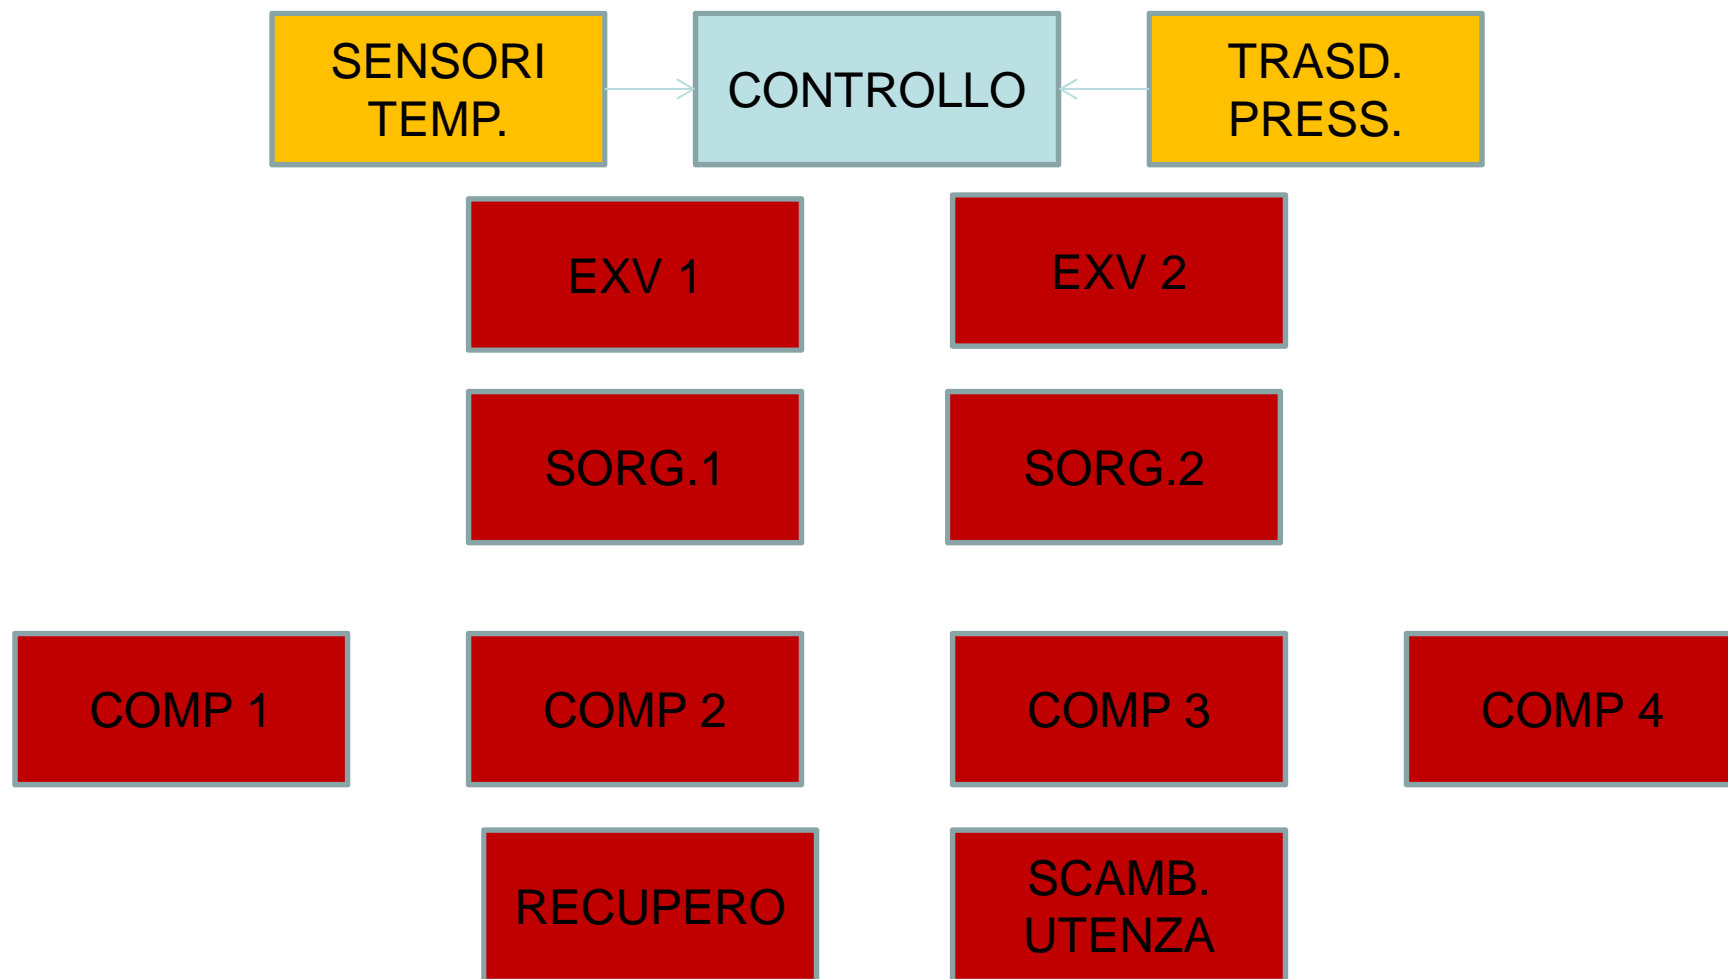 SENSORI
TEMP.
CONTROLLO
TRASD.
PRESS.
EXV 1
EXV 2
SORG.1
SORG.2
COMP 1
COMP 2
COMP 3
COMP 4
RECUPERO
SCAMB.
UTENZA